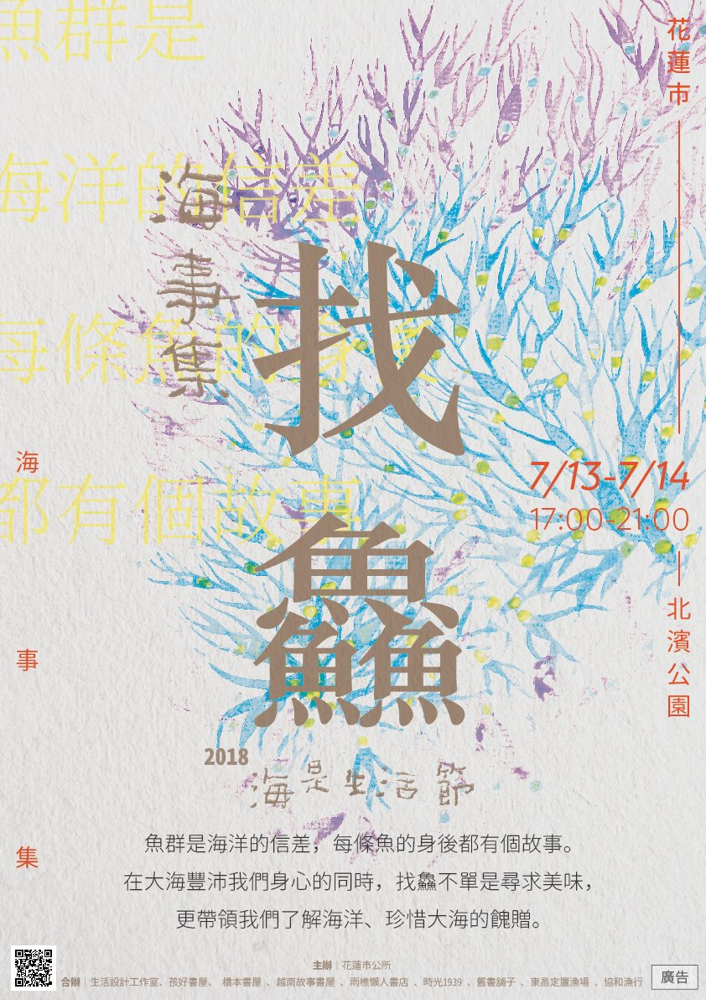 魚群是
海洋的信差
每條魚的身後
都有個故事
花蓮市
海事集
找
鱻
7/13-7/14
17:00-21:00
北濱公園
海事集
2018
海是生活節
魚群是海洋的信差，每條魚的身後都有個故事。
在大海豐沛我們身心的同時，找鱻不單是尋求美味，
更帶領我們了解海洋、珍惜大海的餽贈。
主辦｜花蓮市公所
合辦｜生活設計工作室、孩好書屋、 橋本書屋 、越南故事書屋 、雨樵懶人書店 、時光1939 、舊書舖子 、東昌定置漁場 、協和漁行
廣告